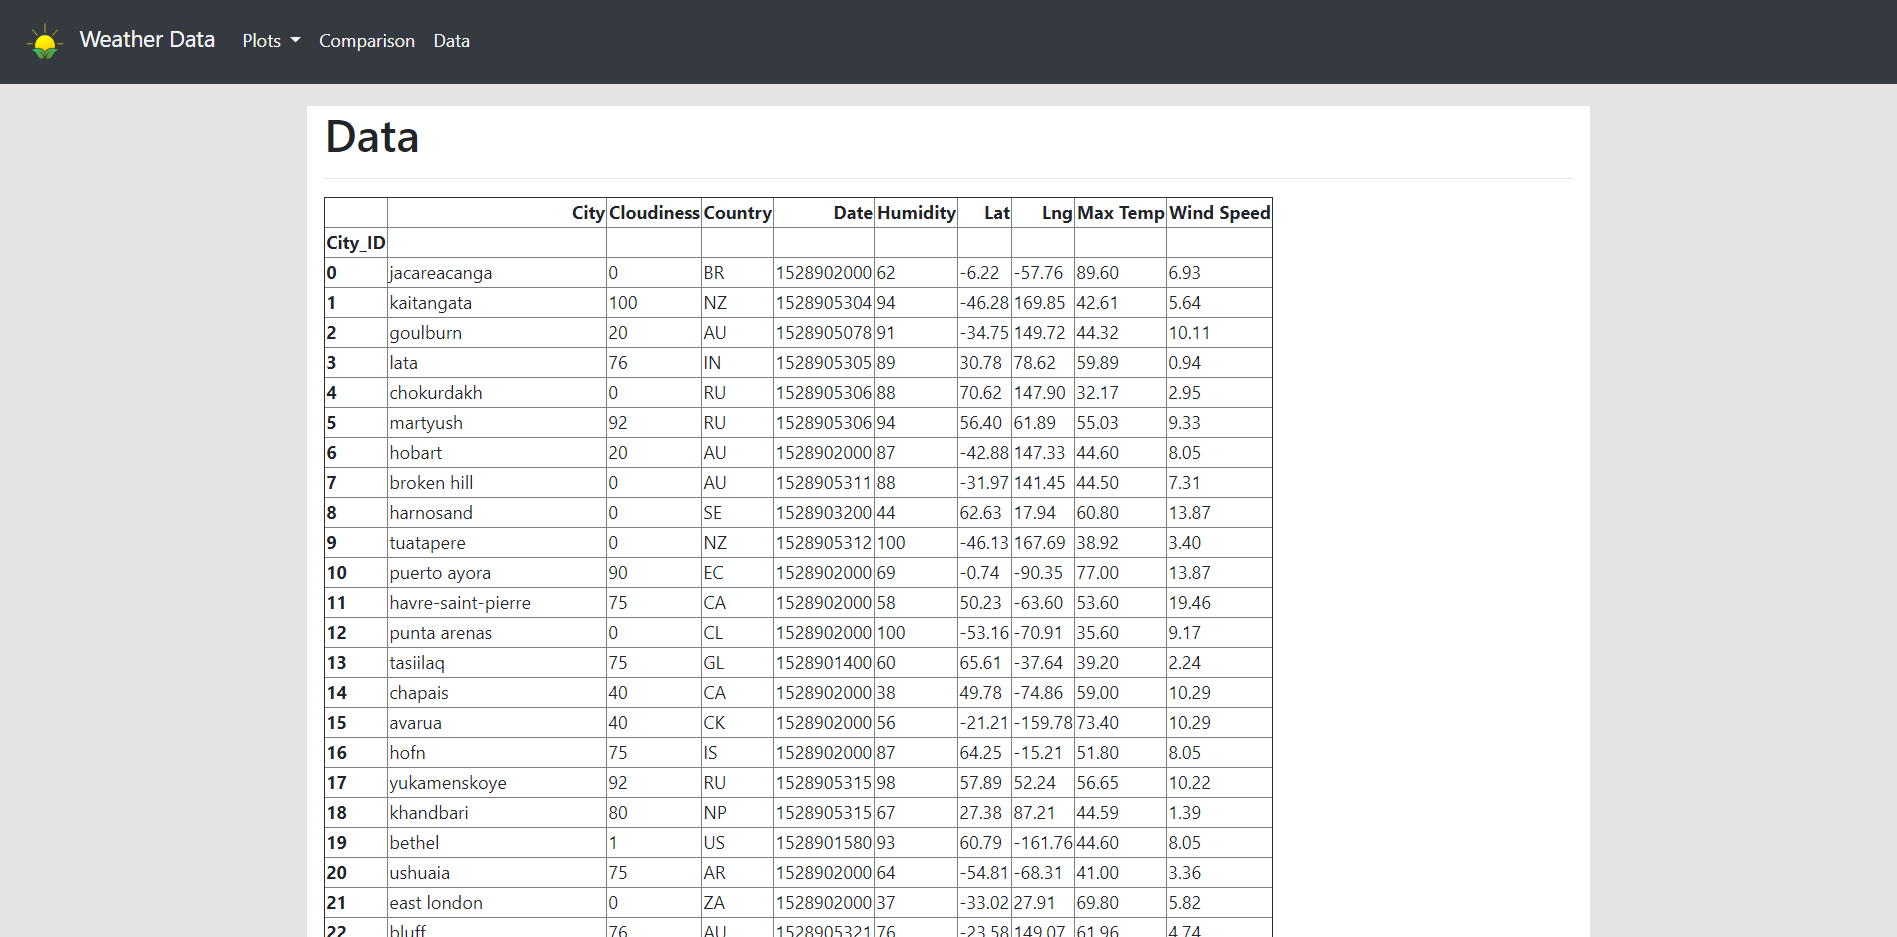 Weather Data Plots Comparison Data
Data
City Cloudiness Country Date Humidity Lat Lng Max Temp Wind Speed
City_ID
0 jacareacanga 0 BR 1528902000 62 -6.22 -57.76 89.60 6.93
1 kaitangata 100 NZ 1528905304 94 -46.28 169.85 42.61 5.64
2 goulburn 20 AU 1528905078 91 -34.75 149.72 44.32 10.11
3 lata 76 IN 1528905305 89 30.78 78.62 59.89 0.94
4 chokurdakh 0 RU 1528905306 88 70.62 147.90 32.17 2.95
5 martyush 92 RU 1528905306 94 56.40 61.89 55.03 9.33
6 hobart 20 AU 1528902000 87 -42.88 147.33 44.60 8.05
7 broken hill 0 AU 1528905311 88 -31.97 141.45 44.50 7.31
8 harnosand 0 SE 1528903200 44 62.63 17.94 60.80 13.87
9 tuatapere 0 NZ 1528905312 100 -46.13 167.69 38.92 3.40
10 puerto ayora 90 EC 1528902000 69 -0.74 -90.35 77.00 13.87
11 havre-saint-pierre 75 CA 1528902000 58 50.23 -63.60 53.60 19.46
12 punta arenas 0 CL 1528902000 100 -53.16 -70.91 35.60 9.17
13 tasiilaq 75 GL 1528901400 60 65.61 -37.64 39.20 2.24
14 chapais 40 CA 1528902000 38 49.78 -74.86 59.00 10.29
15 avarua 40 CK 1528902000 56 -21.21 -159.78 73.40 10.29
16 hofn 75 IS 1528902000 87 64.25 -15.21 51.80 8.05
17 yukamenskoye 92 RU 1528905315 98 57.89 52.24 56.65 10.22
18 khandbari 80 NP 1528905315 67 27.38 87.21 44.59 1.39
19 bethel 1 US 1528901580 93 60.79 -161.76 44.60 8.05
20 ushuaia 75 AR 1528902000 64 -54.81 -68.31 41.00 3.36
21 east london 0 ZA 1528902000 37 -33.02 27.91 69.80 5.82
22 bluff 76 AU 1528905321 76 -23.58 149.07 61.96 4.74